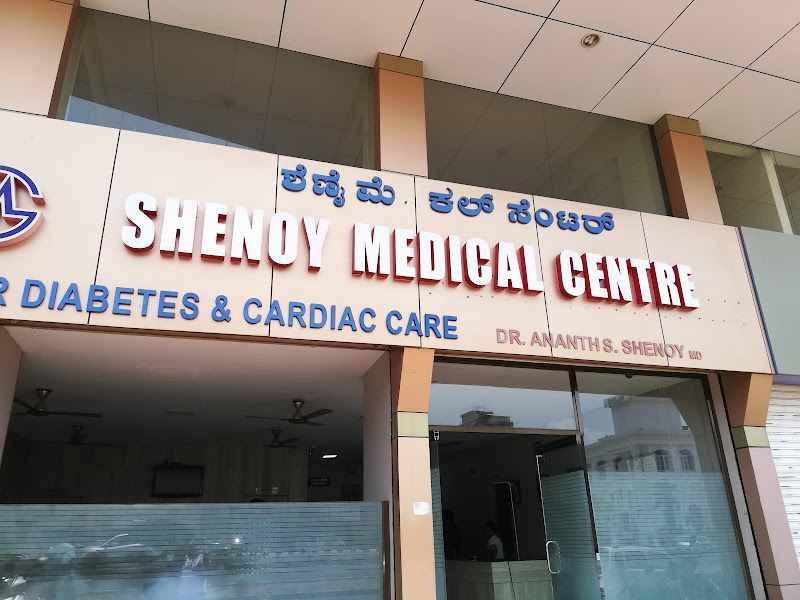 ಶೆಣೈ ಮೆ ಕಲ್ ಸೆಂಟರ್
SHENOY MEDICAL CENTRE
R DIABETES & CARDIAC CARE
DR. ANANTH S. SHENOY MD